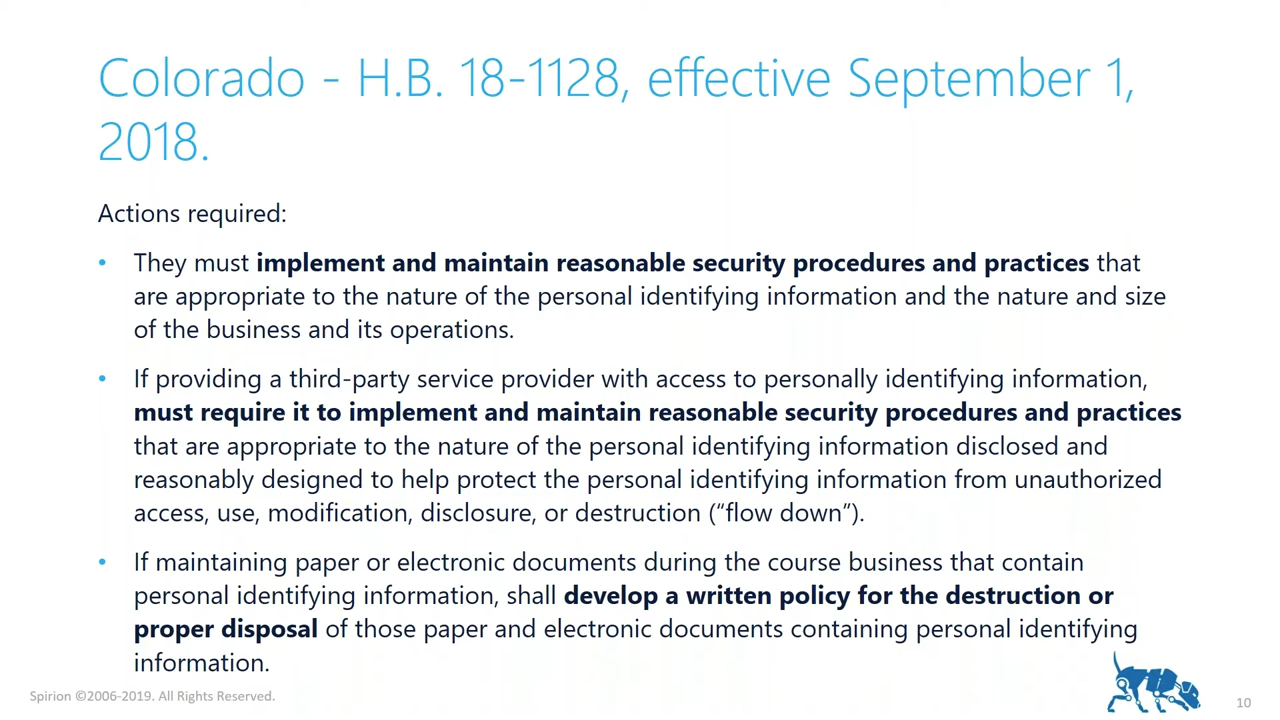 Colorado - H.B. 18-1128, effective September 1,
2018.
Actions required:
• They must implement and maintain reasonable security procedures and practices that
are appropriate to the nature of the personal identifying information and the nature and size
of the business and its operations.
• If providing a third-party service provider with access to personally identifying information,
must require it to implement and maintain reasonable security procedures and practices
that are appropriate to the nature of the personal identifying information disclosed and
reasonably designed to help protect the personal identifying information from unauthorized
access, use, modification, disclosure, or destruction (“flow down”).
• If maintaining paper or electronic documents during the course business that contain
personal identifying information, shall develop a written policy for the destruction or
proper disposal of those paper and electronic documents containing personal identifying
information.
Spirion ©2006-2019. All Rights Reserved.
10